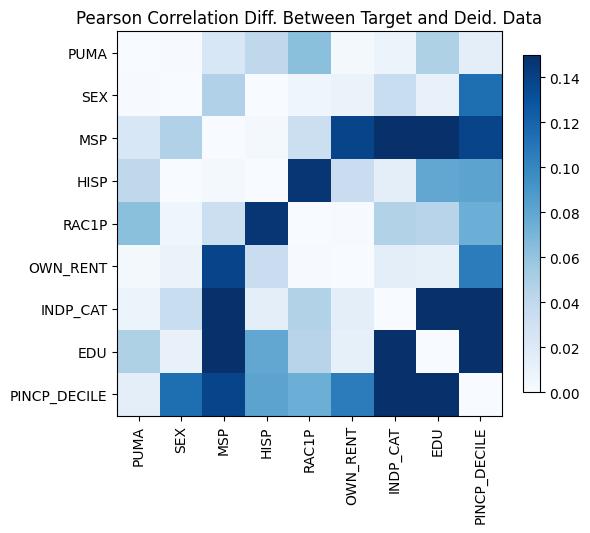 Pearson Correlation Diff. Between Target and Deid. Data
PUMA
SEX
MSP
HISP
RAC1P
OWN_RENT
INDP_CAT
EDU
PINCP_DECILE
PUMA
SEX
MSP
HISP
RAC1P
OWN_RENT
INDP_CAT
EDU
PINCP_DECILE
0.14
0.12
0.10
0.08
0.06
0.04
0.02
0.00